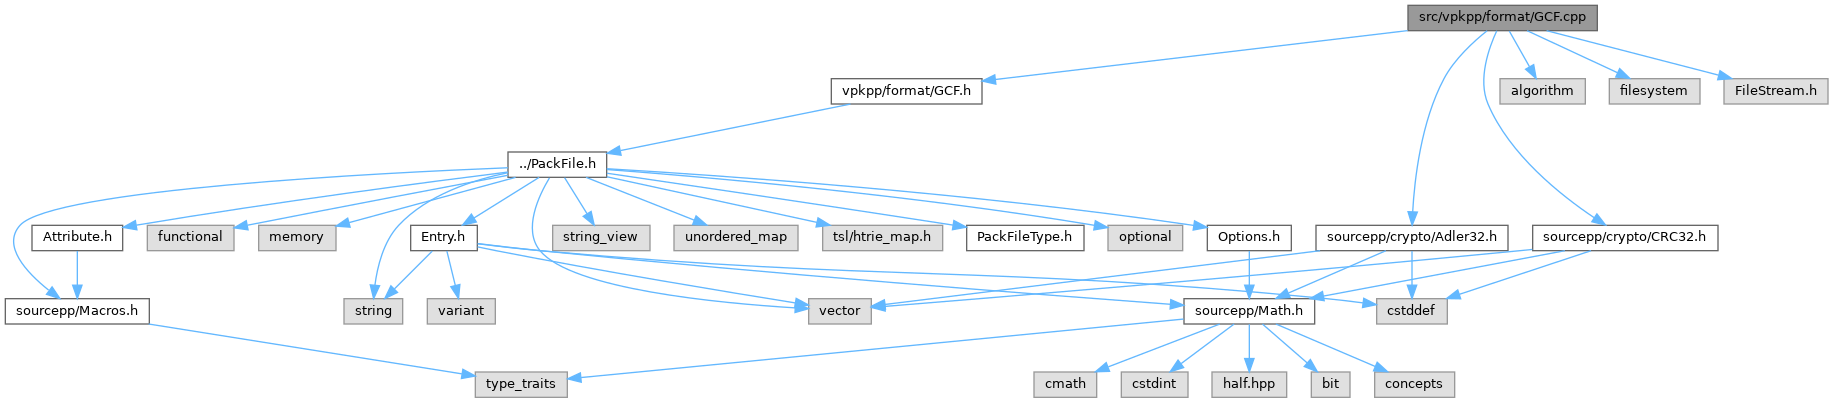 src/vpkpp/format/GCF.cpp
vpkpp/format/GCF.h
algorithm
filesystem
FileStream.h
../PackFile.h
Attribute.h
functional
memory
Entry.h
string_view
unordered_map
tsl/htrie_map.h
PackFileType.h
optional
Options.h
sourcepp/crypto/Adler32.h
sourcepp/crypto/CRC32.h
sourcepp/Macros.h
string
variant
vector
sourcepp/Math.h
cstddef
type_traits
cmath
cstdint
half.hpp
bit
concepts